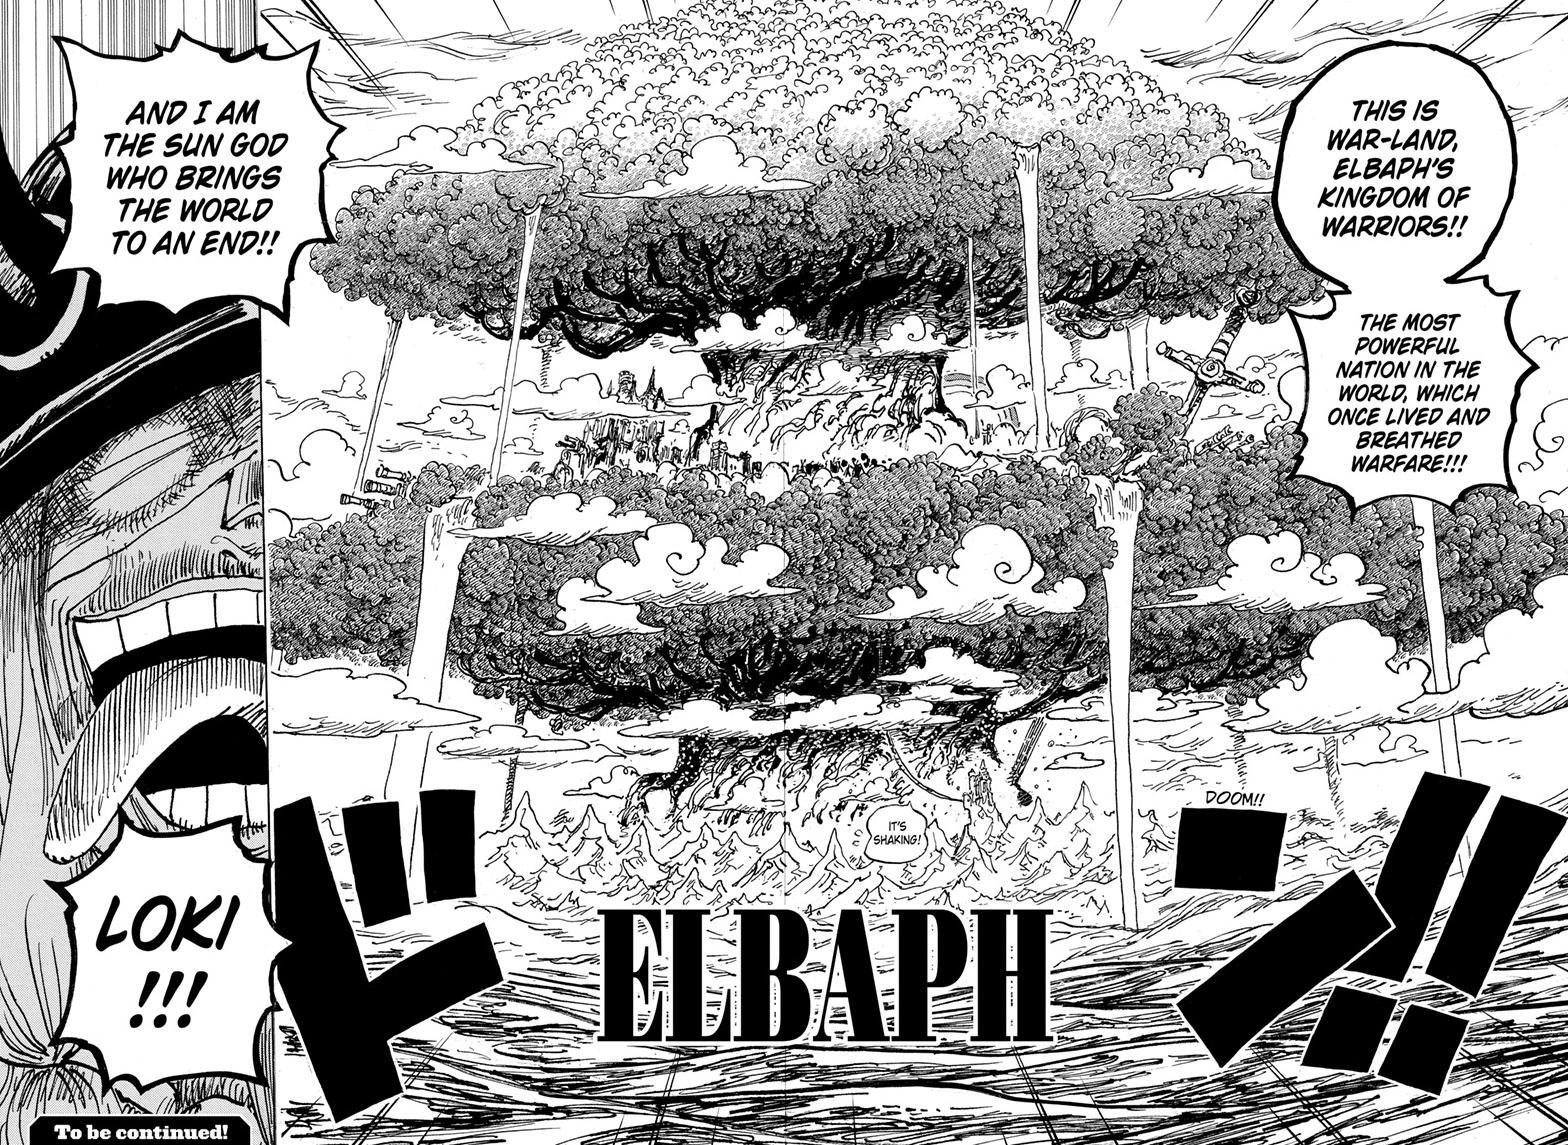 THIS IS
WAR-LAND,
ELBAPH'S
KINGDOM OF
WARRIORS!!
THE MOST
POWERFUL
NATION IN THE
WORLD, WHICH
ONCE LIVED AND
BREATHED
WARFARE!!!
DOOM!!
ドン!!
IT'S
SHAKING!
ELBAPH
AND I AM
THE SUN GOD
WHO BRINGS
THE WORLD
TO AN END!!
LOKI
!!!
To be continued!